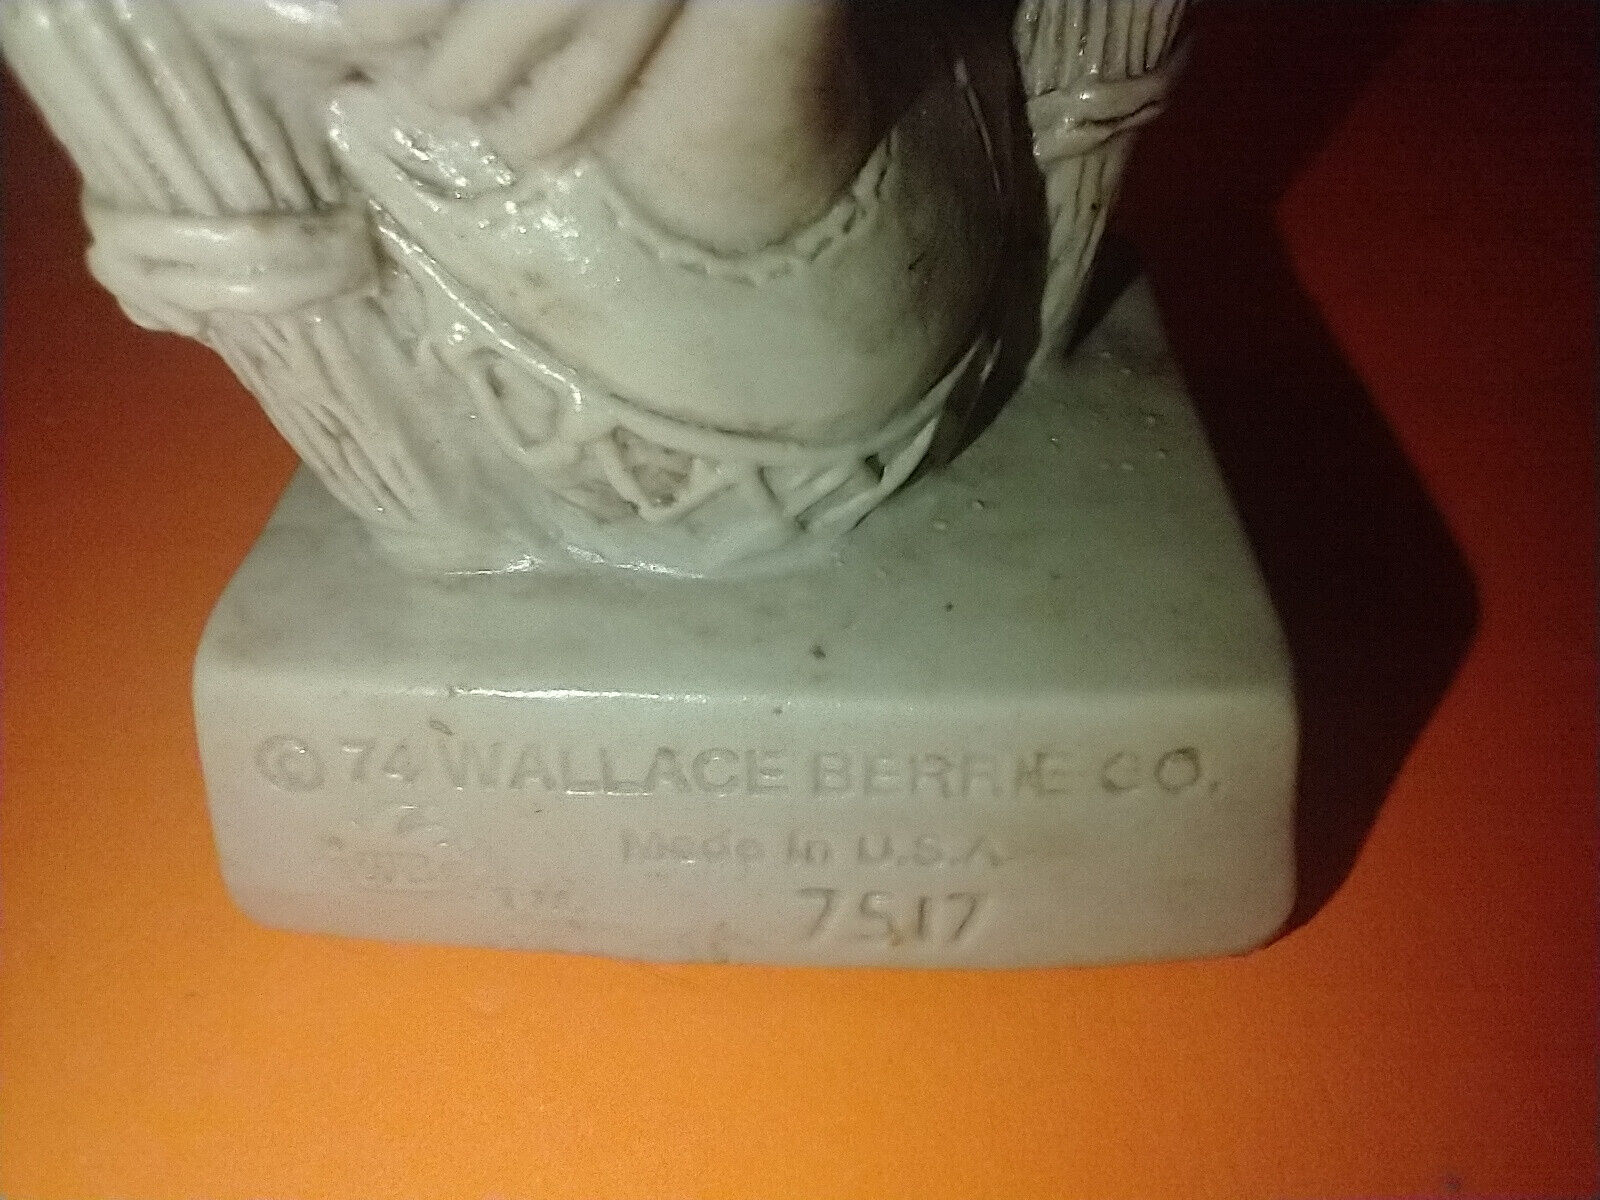 © 74 WALLACE BERRIE CO.
Made in U.S.A
7517